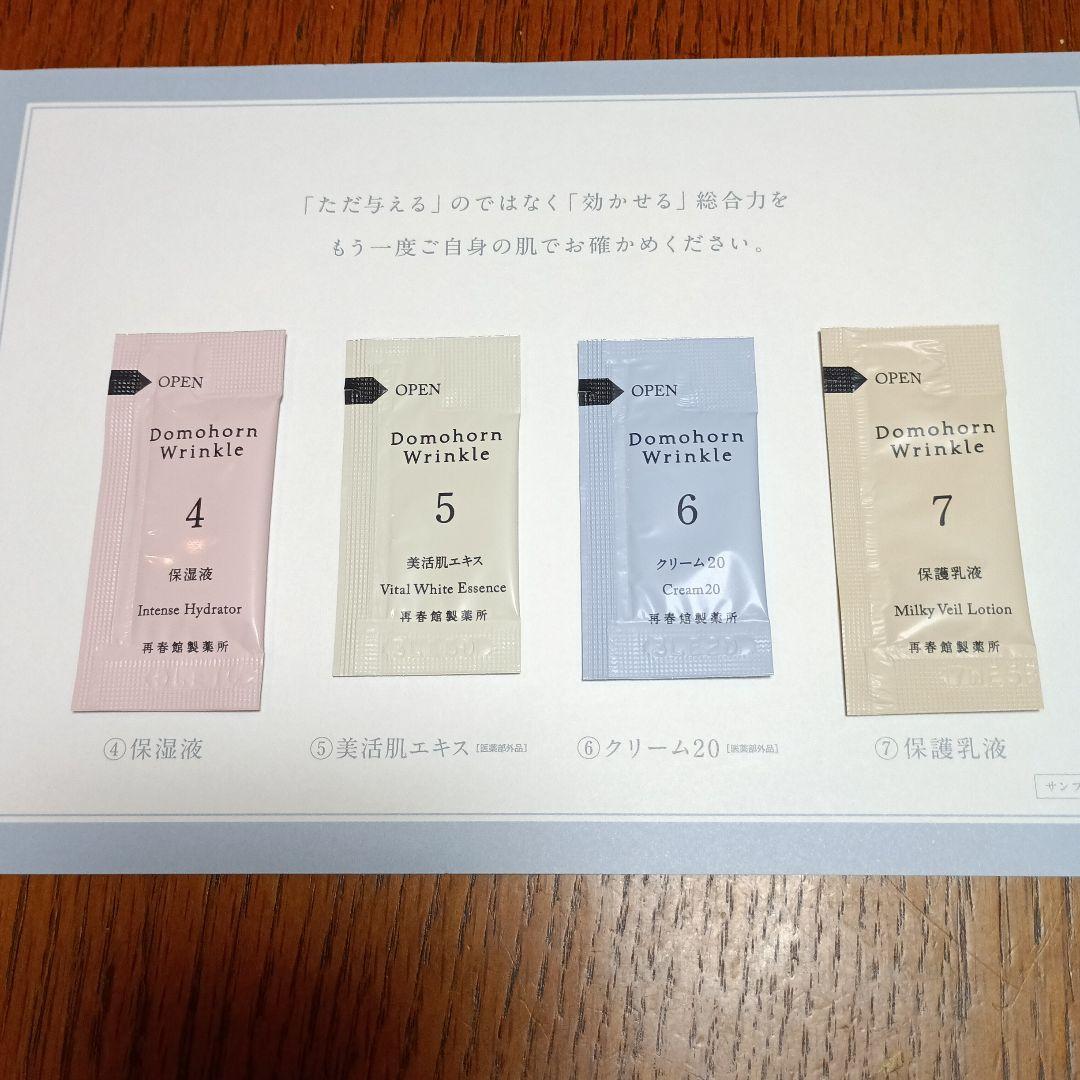 「ただ与える」のではなく「効かせる」総合力を
もう一度ご自身の肌でお確かめください。
OPEN
Domohorn
Wrinkle
4
保湿液
Intense Hydrator
再春館製薬所
OPEN
Domohorn
Wrinkle
5
美活肌エキス
Vital White Essence
再春館製薬所
OPEN
Domohorn
Wrinkle
6
クリーム20
Cream20
再春館製薬所
OPEN
Domohorn
Wrinkle
7
保護乳液
Milky Veil Lotion
再春館製薬所
④保湿液
⑤美活肌エキス [医薬部外品]
⑥クリーム20 [医薬部外品]
⑦保護乳液